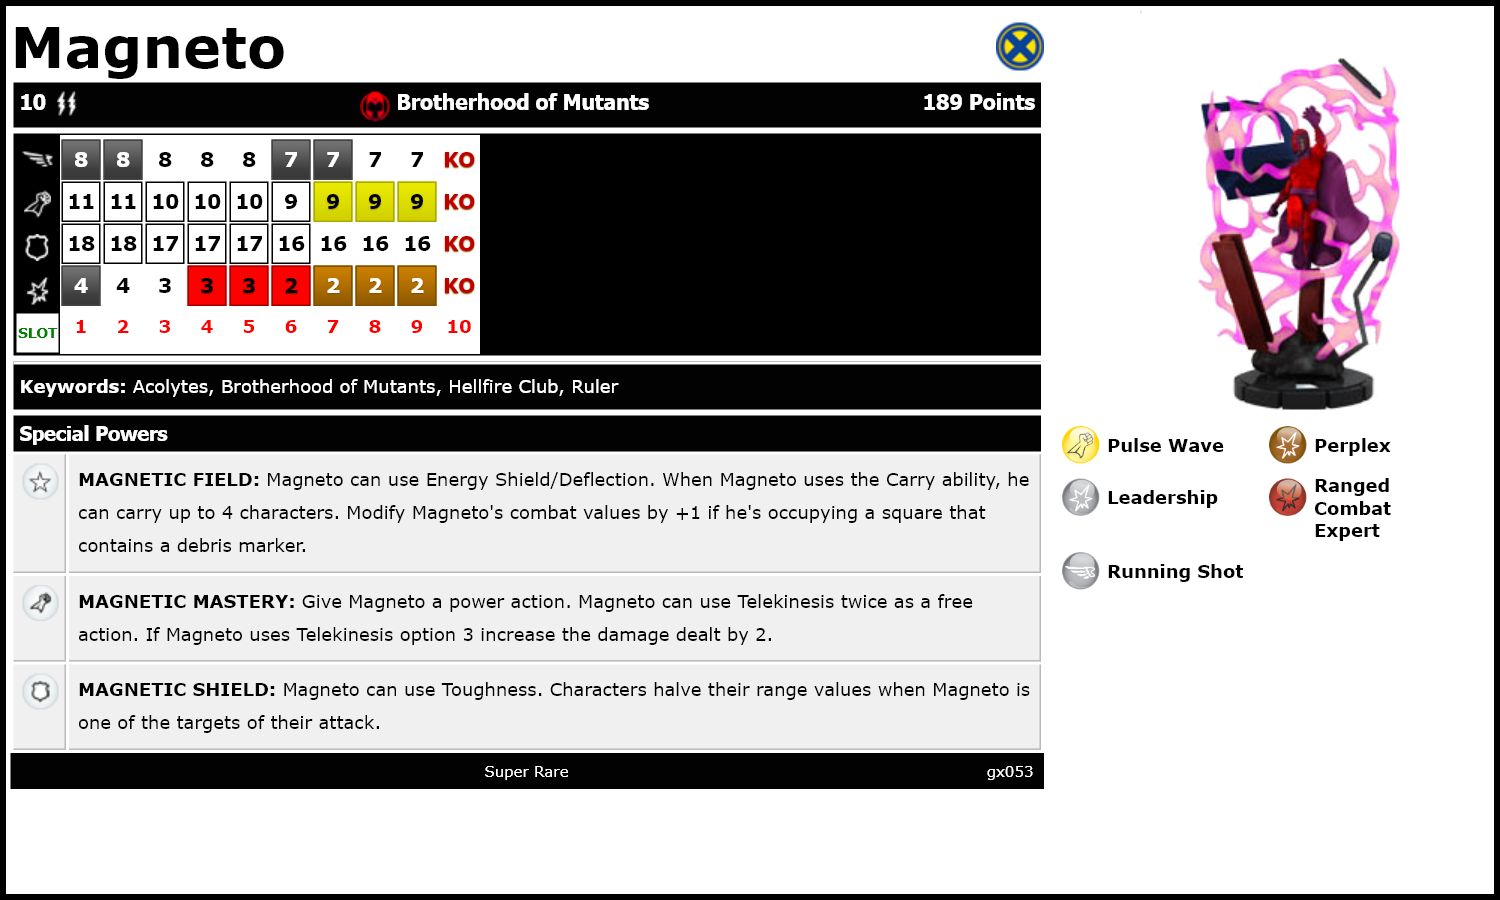 Magneto
10 Brotherhood of Mutants 189 Points
8 8 8 8 8 7 7 7 7 KO
11 11 10 10 10 9 9 9 9 KO
18 18 17 17 17 16 16 16 16 KO
4 4 3 3 3 2 2 2 2 KO
SLOT 1 2 3 4 5 6 7 8 9 10
Keywords: Acolytes, Brotherhood of Mutants, Hellfire Club, Ruler
Special Powers
MAGNETIC FIELD: Magneto can use Energy Shield/Deflection. When Magneto uses the Carry ability, he
can carry up to 4 characters. Modify Magneto's combat values by +1 if he's occupying a square that
contains a debris marker.
MAGNETIC MASTERY: Give Magneto a power action. Magneto can use Telekinesis twice as a free
action. If Magneto uses Telekinesis option 3 increase the damage dealt by 2.
MAGNETIC SHIELD: Magneto can use Toughness. Characters halve their range values when Magneto is
one of the targets of their attack.
Super Rare gx053
Pulse Wave
Perplex
Leadership
Ranged
Combat
Expert
Running Shot